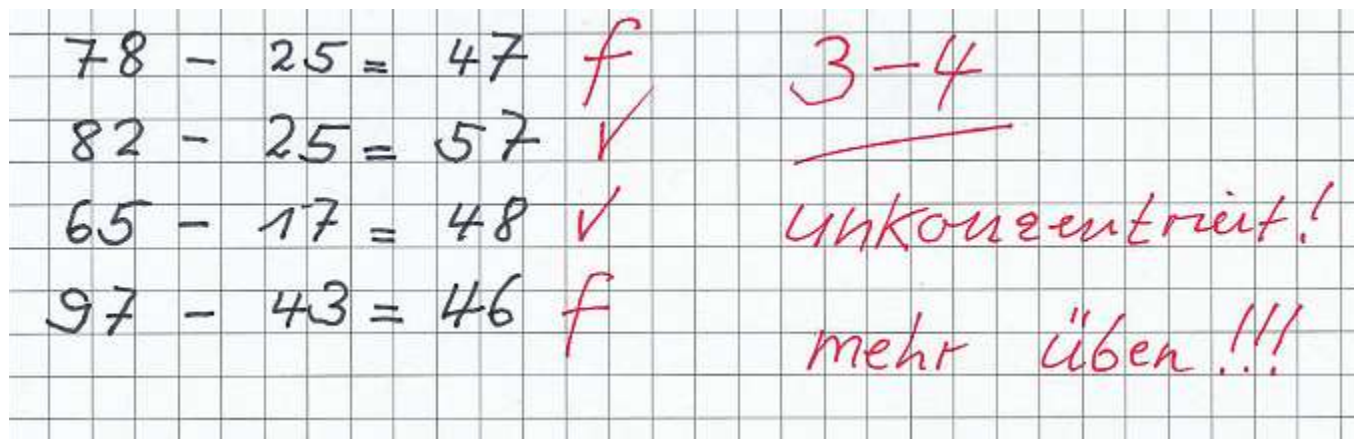 78 - 25 = 47 f
82 - 25 = 57 ✓
65 - 17 = 48 ✓
97 - 43 = 46 f
3-4
unkonzentriert!
mehr üben!!!